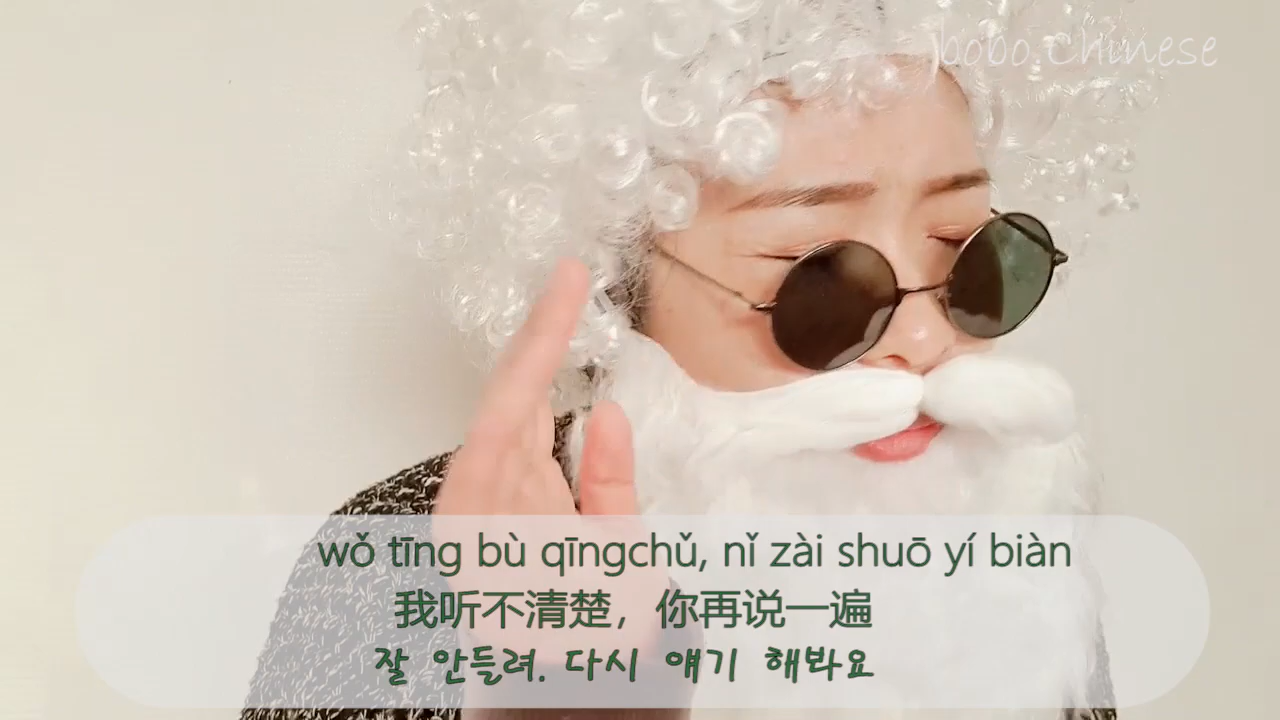 jbobo.Chinese
wǒ tīng bù qīngchǔ, nǐ zài shuō yí biàn
我听不清楚，你再说一遍
잘 안들려. 다시 얘기 해봐요